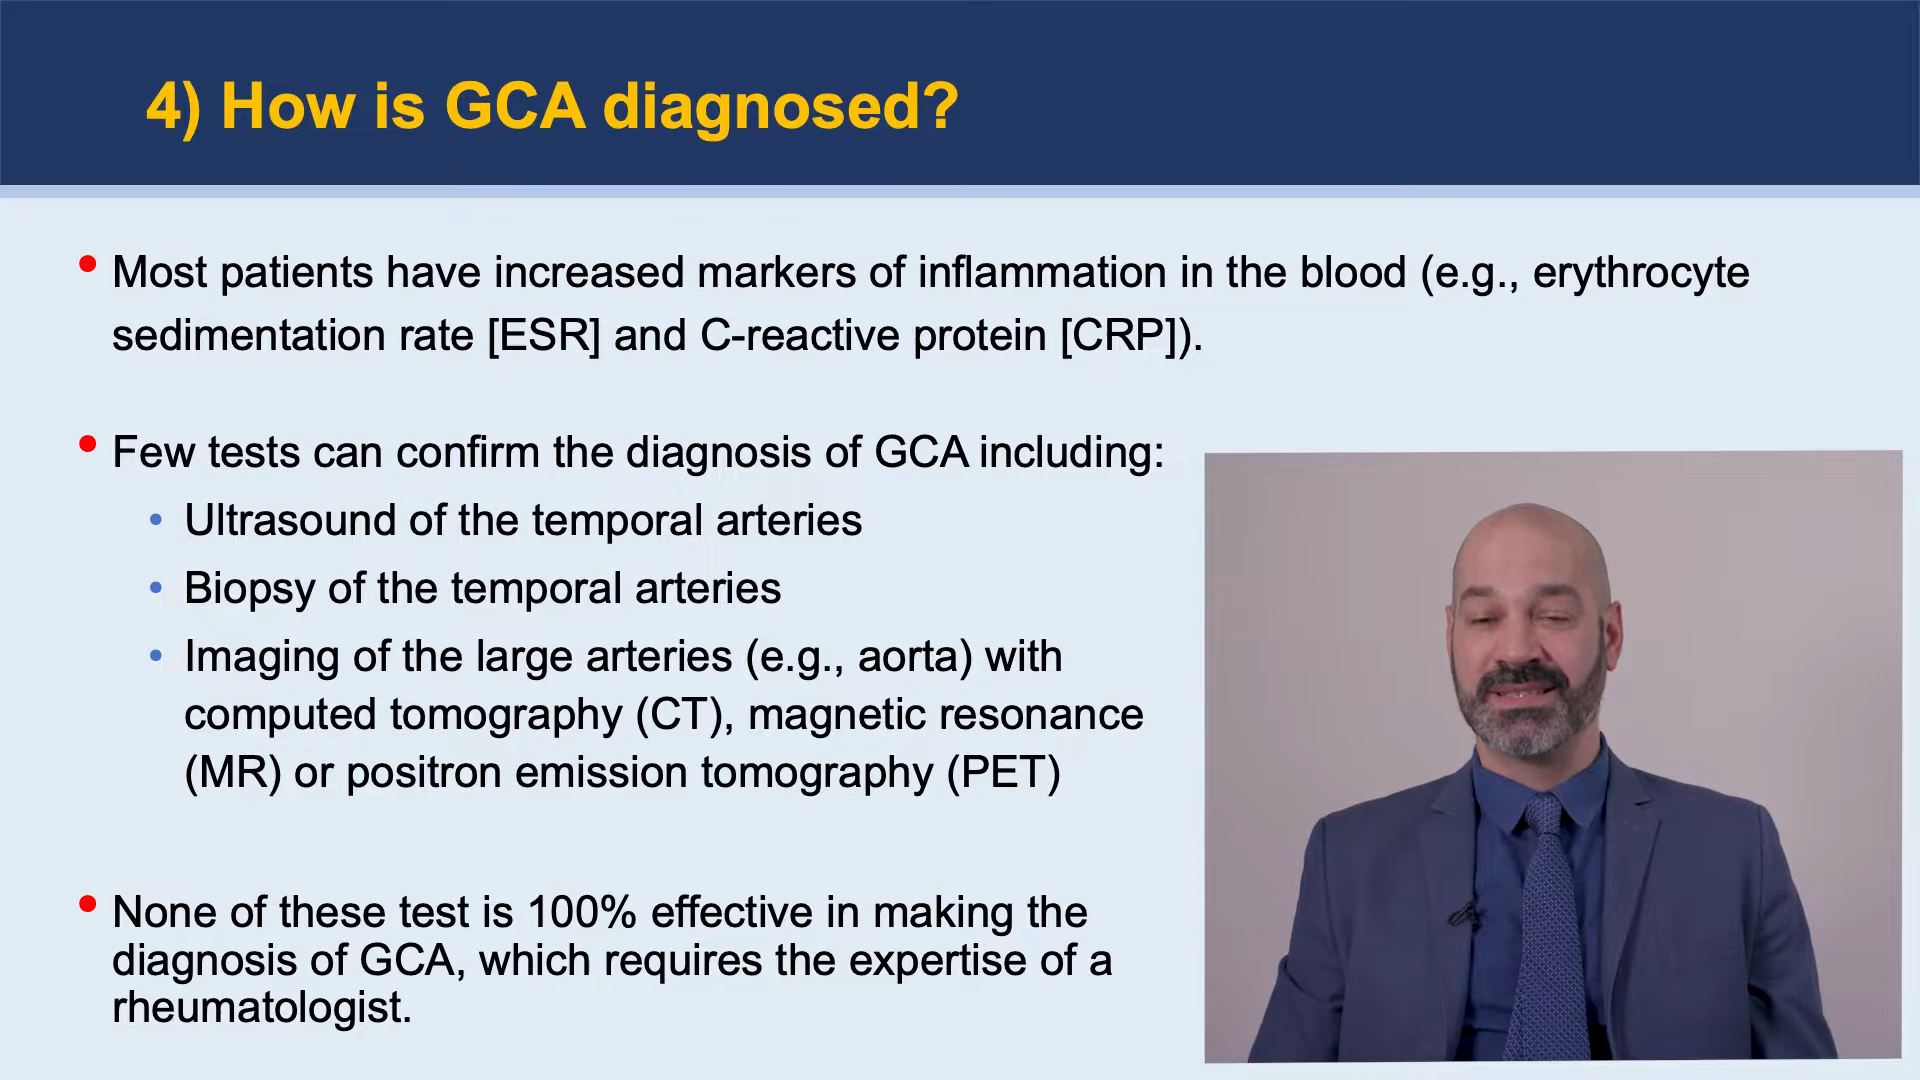 4) How is GCA diagnosed?
• Most patients have increased markers of inflammation in the blood (e.g., erythrocyte
sedimentation rate [ESR] and C-reactive protein [CRP]).
• Few tests can confirm the diagnosis of GCA including:
• Ultrasound of the temporal arteries
• Biopsy of the temporal arteries
• Imaging of the large arteries (e.g., aorta) with
computed tomography (CT), magnetic resonance
(MR) or positron emission tomography (PET)
• None of these test is 100% effective in making the
diagnosis of GCA, which requires the expertise of a
rheumatologist.